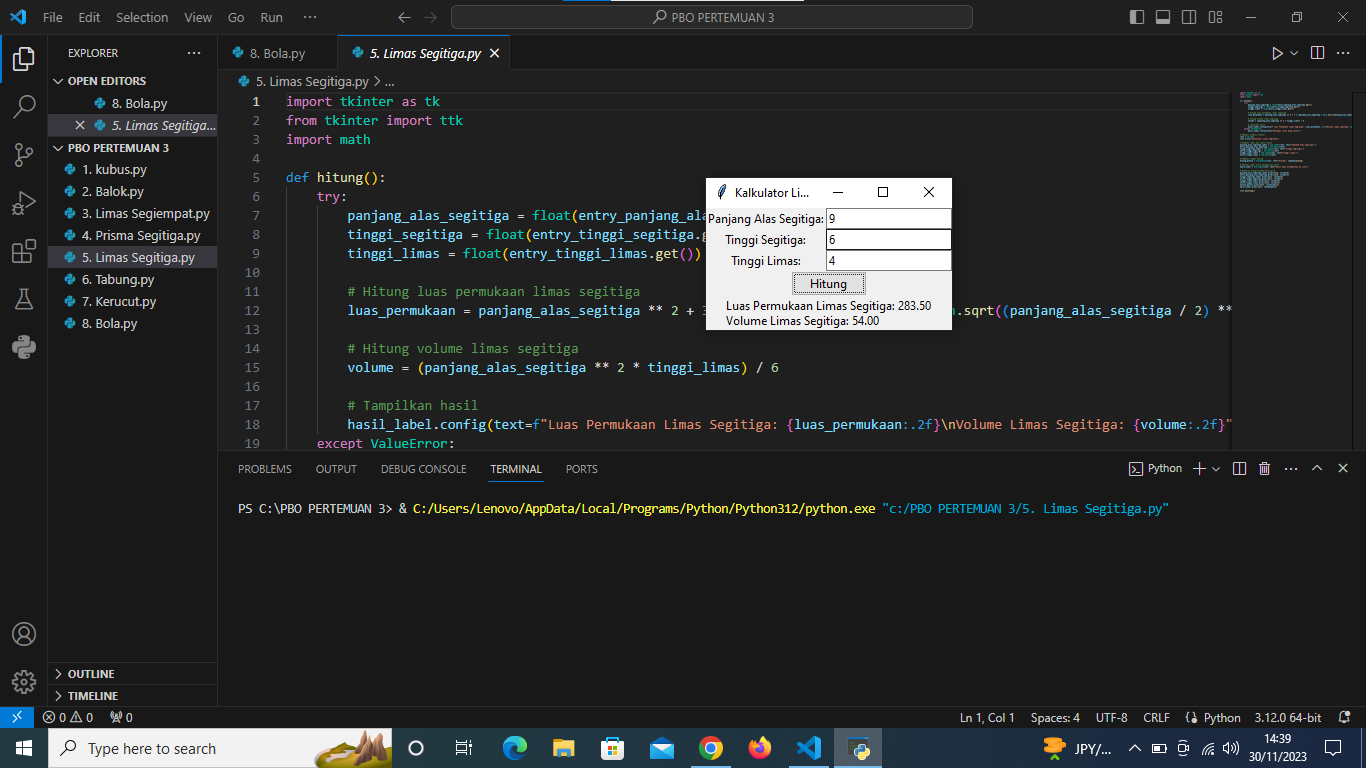 File Edit Selection View Go Run ··· PBO PERTEMUAN 3
EXPLORER ···
OPEN EDITORS
8. Bola.py
5. Limas Segitiga...
PBO PERTEMUAN 3
1. kubus.py
2. Balok.py
3. Limas Segiempat.py
4. Prisma Segitiga.py
5. Limas Segitiga.py
6. Tabung.py
7. Kerucut.py
8. Bola.py
OUTLINE
TIMELINE
8. Bola.py 5. Limas Segitiga.py
5. Limas Segitiga.py > ...
1 import tkinter as tk
2 from tkinter import ttk
3 import math
4
5 def hitung():
6 try:
7 panjang_alas_segitiga = float(entry_panjang_ala
8 tinggi_segitiga = float(entry_tinggi_segitiga.g
9 tinggi_limas = float(entry_tinggi_limas.get())
10
11 # Hitung luas permukaan limas segitiga
12 luas_permukaan = panjang_alas_segitiga ** 2 + .sqrt((panjang_alas_segitiga / 2) **
13
14 # Hitung volume limas segitiga
15 volume = (panjang_alas_segitiga ** 2 * tinggi_limas) / 6
16
17 # Tampilkan hasil
18 hasil_label.config(text=f"Luas Permukaan Limas Segitiga: {luas_permukaan:.2f}\nVolume Limas Segitiga: {volume:.2f}"
19 except ValueError:
Kalkulator Li...
Panjang Alas Segitiga: 9
Tinggi Segitiga: 6
Tinggi Limas: 4
Hitung
Luas Permukaan Limas Segitiga: 283.50
Volume Limas Segitiga: 54.00
PROBLEMS OUTPUT DEBUG CONSOLE TERMINAL PORTS Python
PS C:\PBO PERTEMUAN 3> & C:/Users/Lenovo/AppData/Local/Programs/Python/Python312/python.exe "c:/PBO PERTEMUAN 3/5. Limas Segitiga.py"
0 0 0 Ln 1, Col 1 Spaces: 4 UTF-8 CRLF Python 3.12.0 64-bit
Type here to search JPY/... 14:39
30/11/2023